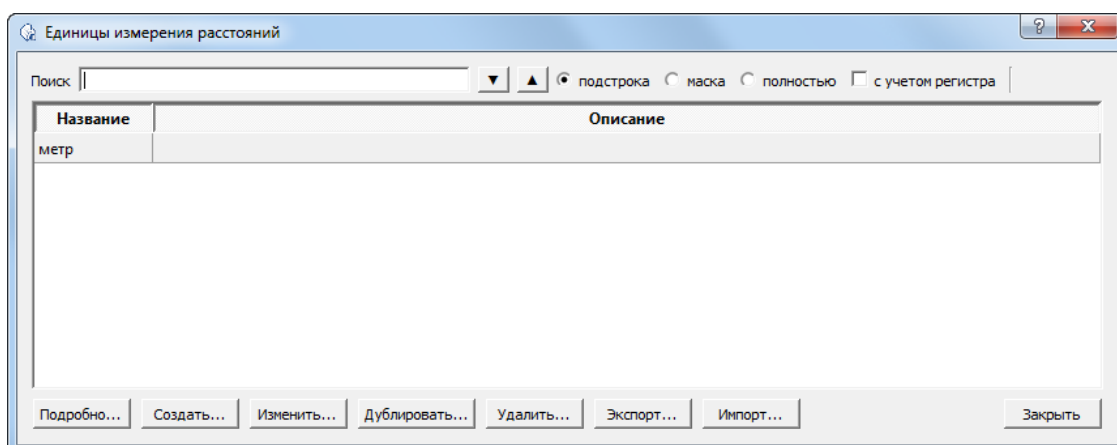 Единицы измерения расстояний
Поиск подстрока маска полностью с учетом регистра
Название Описание
метр
Подробно... Создать... Изменить... Дублировать... Удалить... Экспорт... Импорт... Закрыть